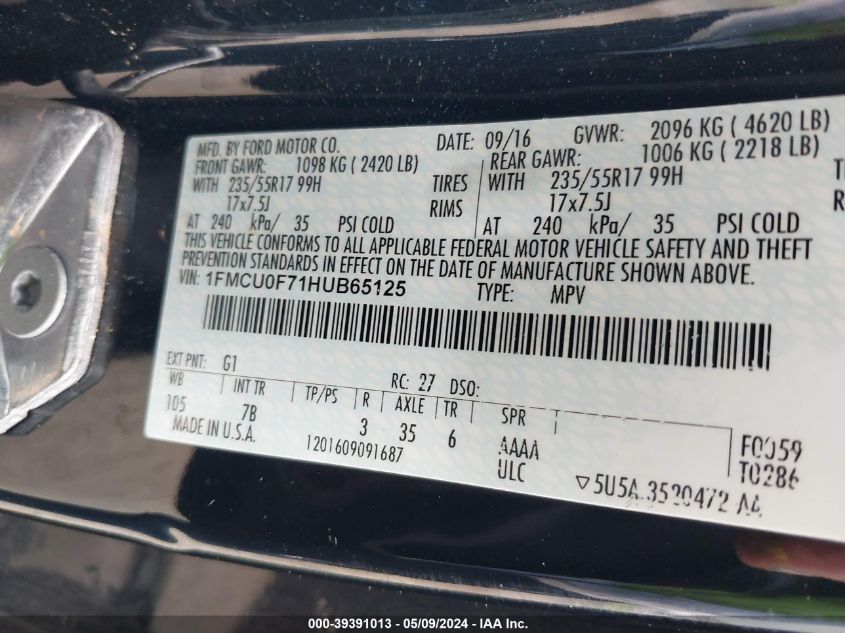 MFD. BY FORD MOTOR CO. DATE: 09/16 GVWR: 2096 KG ( 4620 LB)
FRONT GAWR: 1098 KG ( 2420 LB) REAR GAWR: 1006 KG ( 2218 LB)
WITH 235/55R17 99H TIRES WITH 235/55R17 99H
17x7.5J RIMS 17x7.5J
AT 240 kPa/ 35 PSI COLD AT 240 kPa/ 35 PSI COLD
THIS VEHICLE CONFORMS TO ALL APPLICABLE FEDERAL MOTOR VEHICLE SAFETY AND THEFT
PREVENTION STANDARDS IN EFFECT ON THE DATE OF MANUFACTURE SHOWN ABOVE.
VIN: 1FMCU0F71HUB65125 TYPE: MPV
EXT PNT: G1 RC: 27 DSO:
WB INT TR TP/PS R AXLE TR SPR
105 7B 3 35 6 AAAA F0059
MADE IN U.S.A. 1201609091687 ULC T0286
▽5U5A 3520472 AA
000-39391013 - 05/09/2024 - IAA Inc.